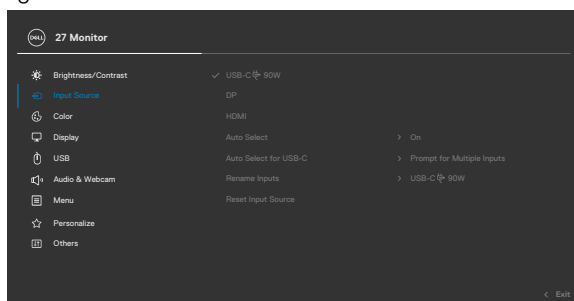 DELL 27 Monitor
Brightness/Contrast USB-C 90W
Input Source DP
Color HDMI
Display Auto Select On
USB Auto Select for USB-C Prompt for Multiple Inputs
Audio & Webcam Rename Inputs USB-C 90W
Menu Reset Input Source
Personalize
Others
Exit